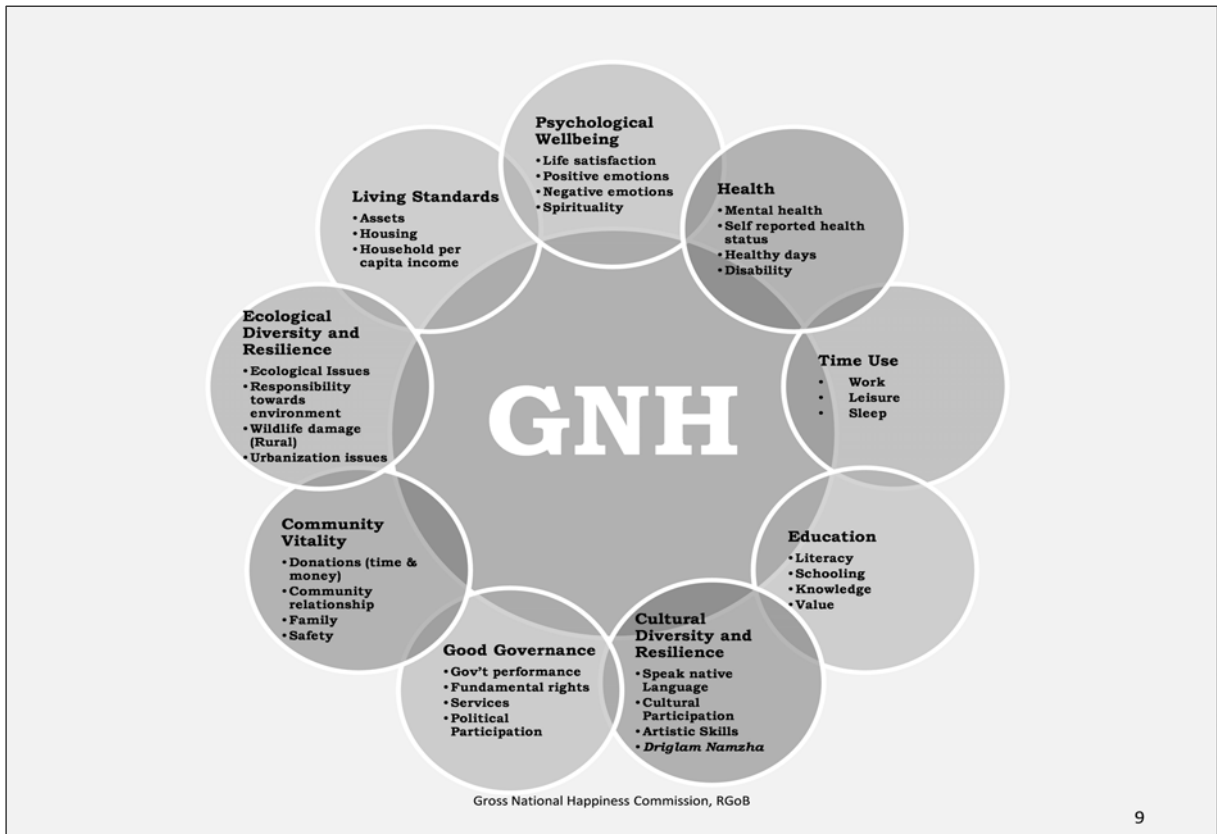 Psychological
Wellbeing
• Life satisfaction
• Positive emotions
• Negative emotions
• Spirituality
Health
• Mental health
• Self reported health
status
• Healthy days
• Disability
Time Use
• Work
• Leisure
• Sleep
Education
• Literacy
• Schooling
• Knowledge
• Value
Cultural
Diversity and
Resilience
• Speak native
Language
• Cultural
Participation
• Artistic Skills
• Driglam Namzha
Good Governance
• Gov't performance
• Fundamental rights
• Services
• Political
Participation
Community
Vitality
• Donations (time &
money)
• Community
relationship
• Family
• Safety
Ecological
Diversity and
Resilience
• Ecological Issues
• Responsibility
towards
environment
• Wildlife damage
(Rural)
• Urbanization issues
Living Standards
• Assets
• Housing
• Household per
capita income
GNH
Gross National Happiness Commission, RGoB
9